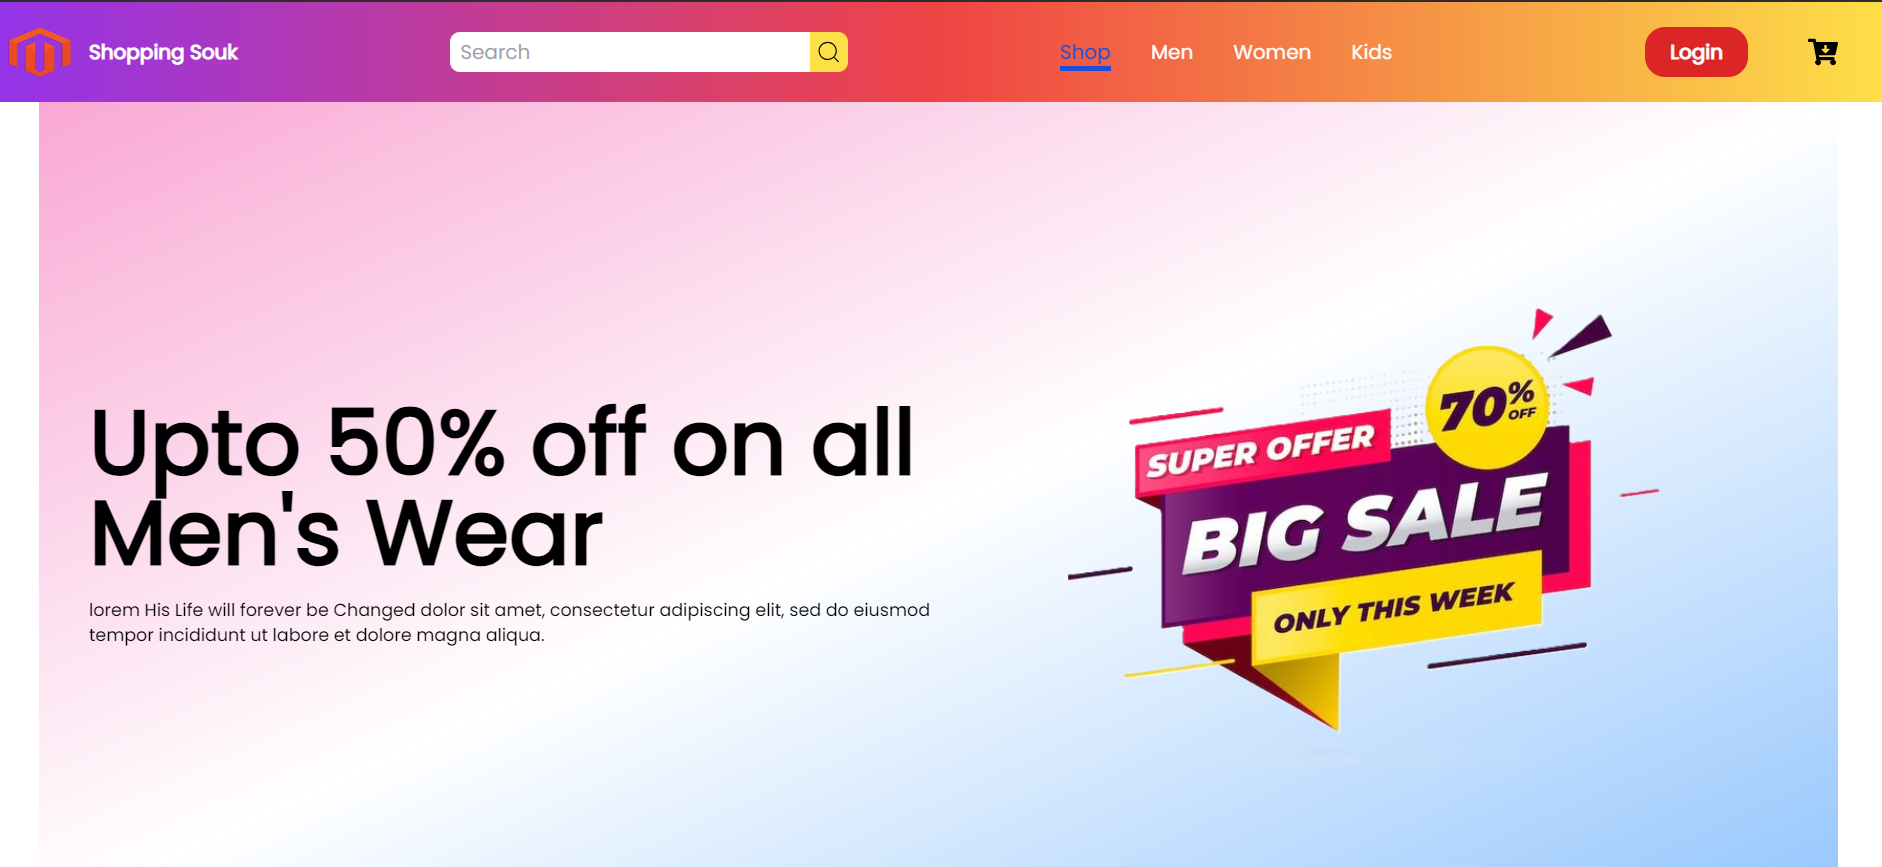 Shopping Souk
Search
Shop Men Women Kids
Login
Upto 50% off on all
Men's Wear
lorem His Life will forever be Changed dolor sit amet, consectetur adipiscing elit, sed do eiusmod
tempor incididunt ut labore et dolore magna aliqua.
70%
OFF
SUPER OFFER
BIG SALE
ONLY THIS WEEK